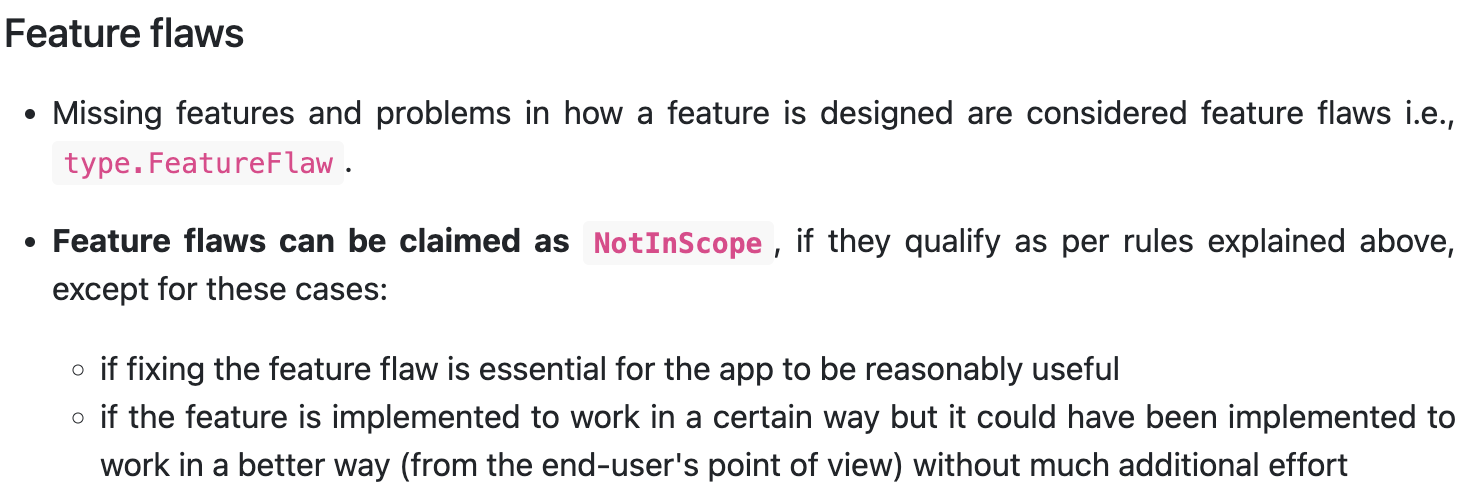 Feature flaws
• Missing features and problems in how a feature is designed are considered feature flaws i.e.,
type.FeatureFlaw.
• Feature flaws can be claimed as NotInScope, if they qualify as per rules explained above,
except for these cases:
◦ if fixing the feature flaw is essential for the app to be reasonably useful
◦ if the feature is implemented to work in a certain way but it could have been implemented to
work in a better way (from the end-user's point of view) without much additional effort